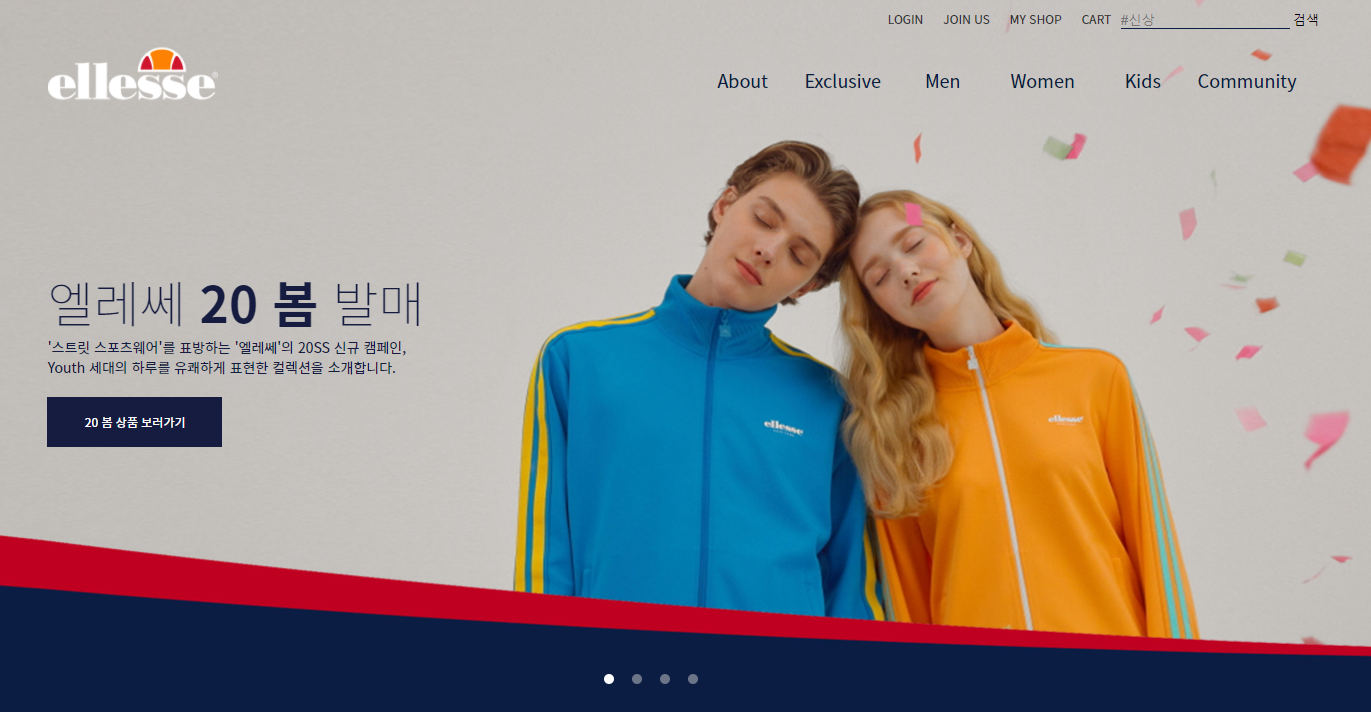 LOGIN JOIN US MY SHOP CART #신상 검색
ellesse®
About Exclusive Men Women Kids Community
엘레쎄 20 봄 발매
'스트릿 스포츠웨어'를 표방하는 '엘레쎄'의 20SS 신규 캠페인,
Youth 세대의 하루를 유쾌하게 표현한 컬렉션을 소개합니다.
20 봄 상품 보러가기
ellesse
ellesse